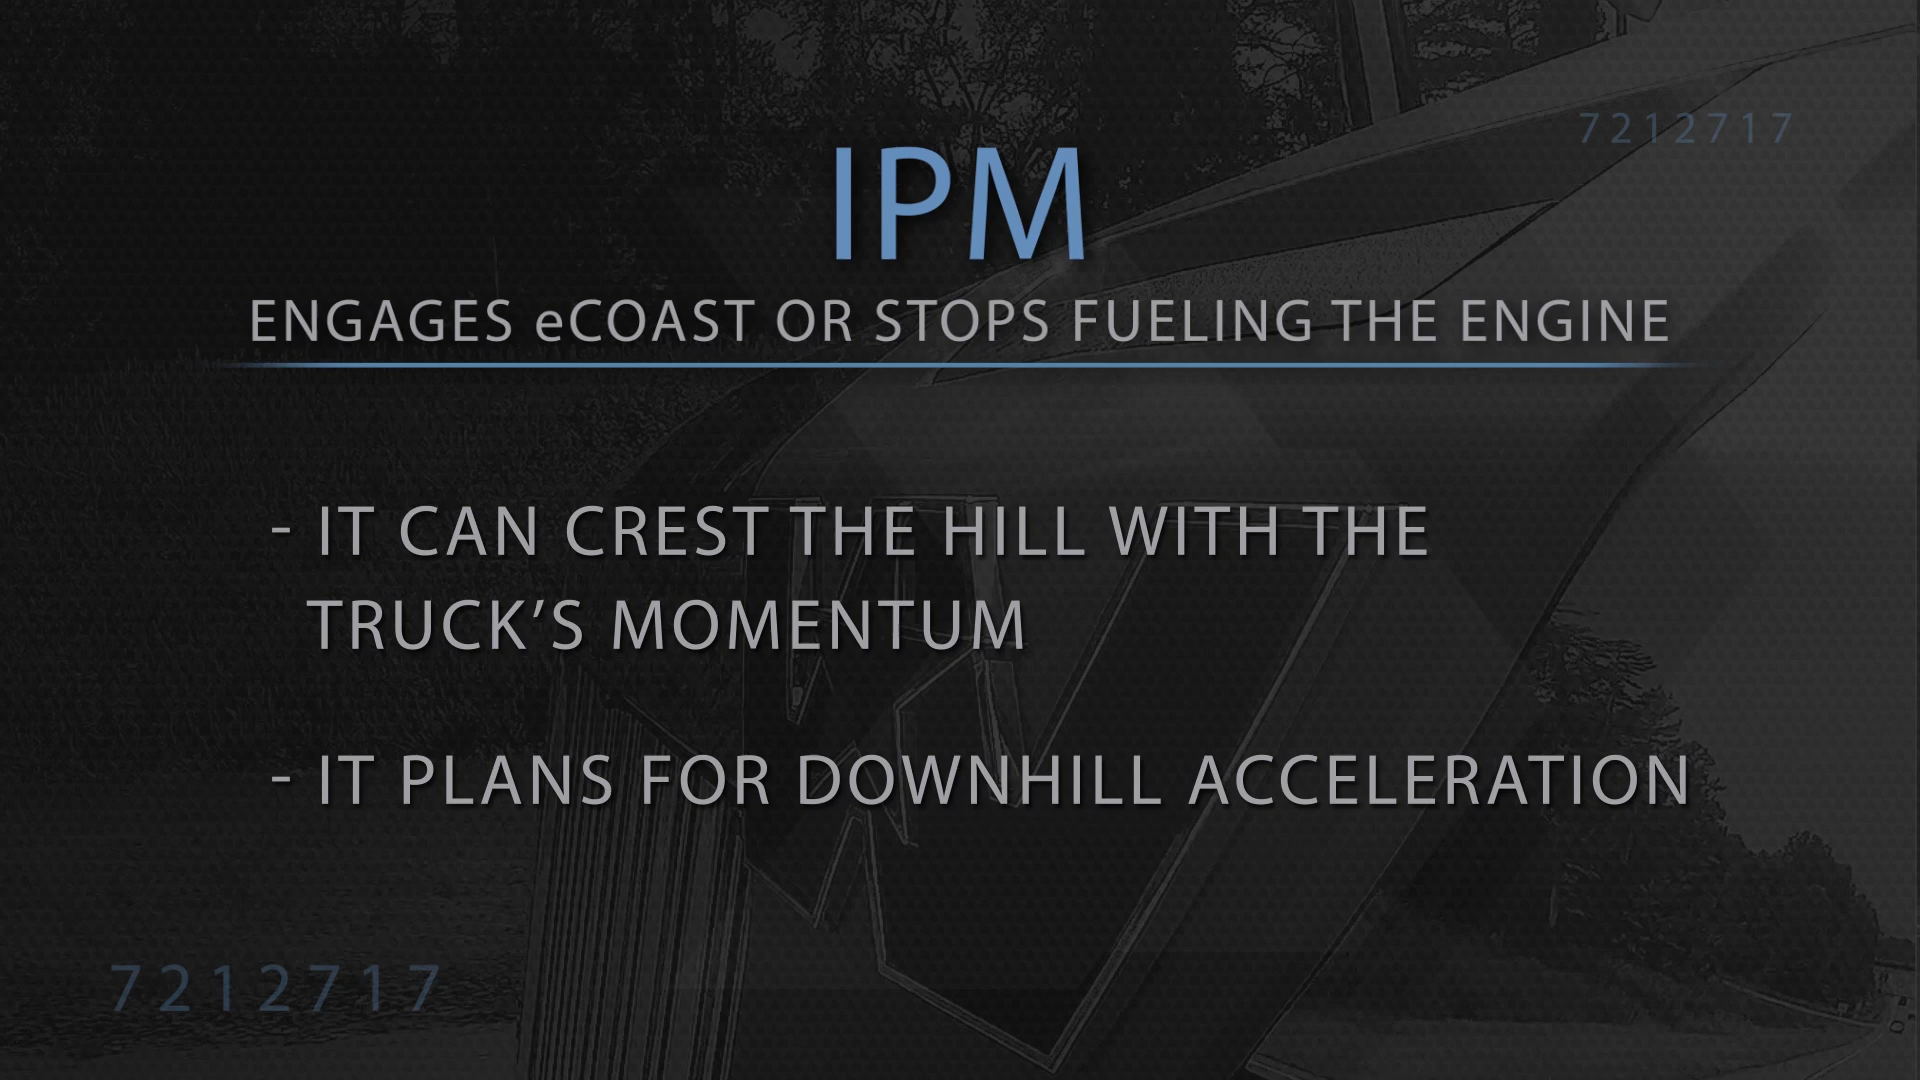 7212717
IPM
ENGAGES eCOAST OR STOPS FUELING THE ENGINE
- IT CAN CREST THE HILL WITH THE
TRUCK’S MOMENTUM
- IT PLANS FOR DOWNHILL ACCELERATION
7212717